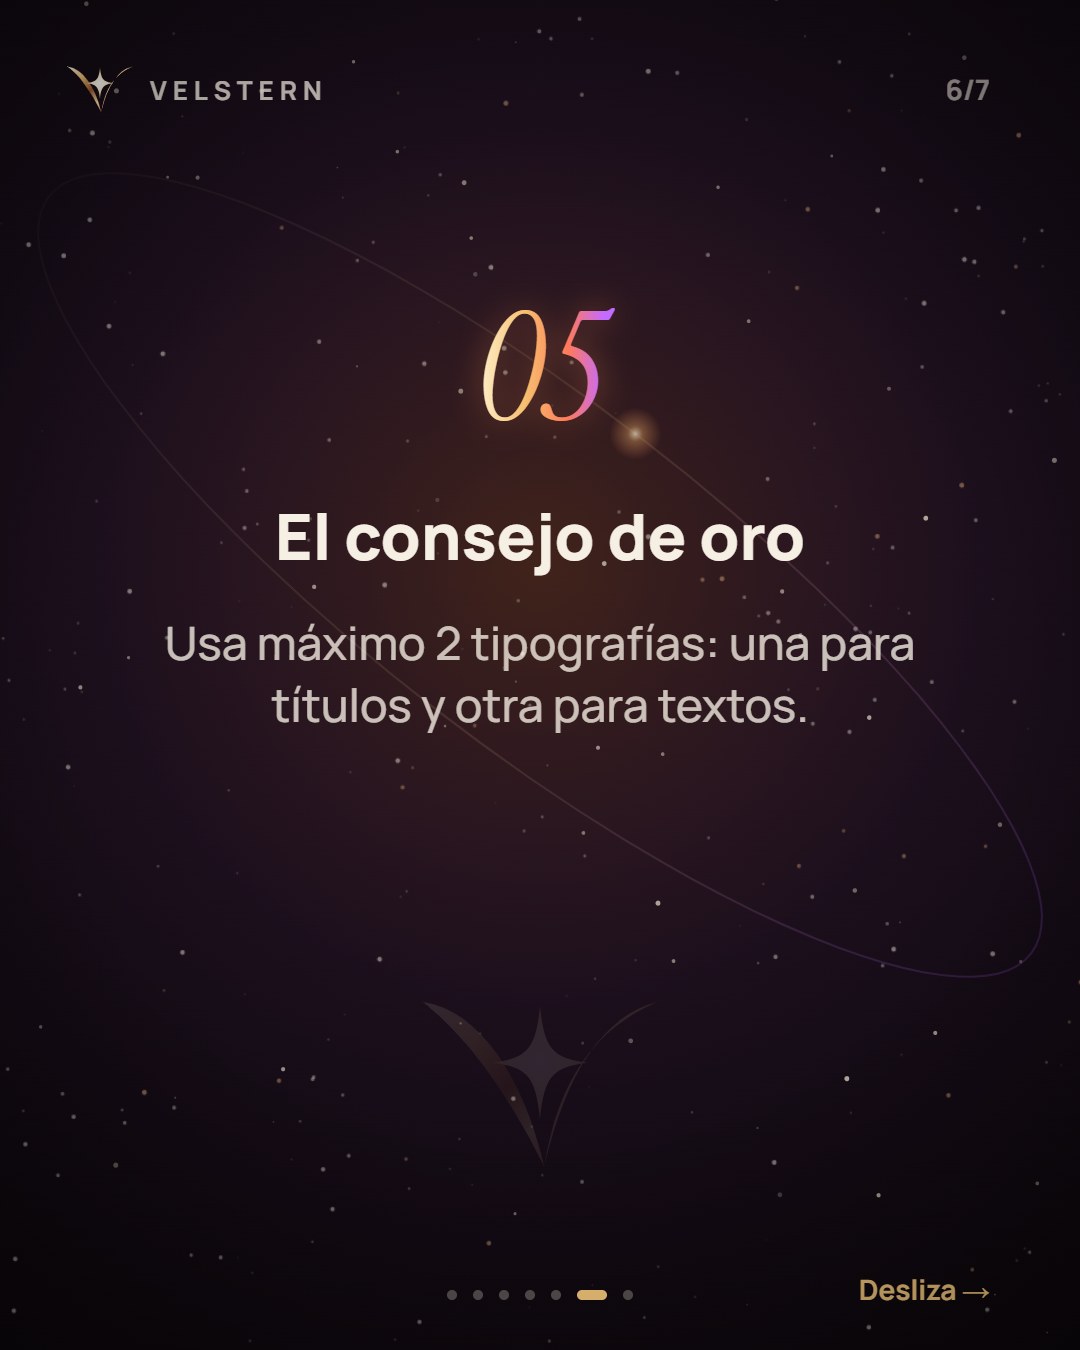 VELSTERN
6/7
05
El consejo de oro
Usa máximo 2 tipografías: una para
títulos y otra para textos.
Desliza →